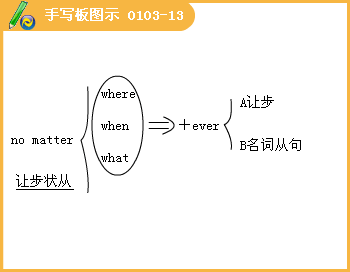 手写板图示 0103-13
where
when
what
no matter
让步状从
+ever
A让步
B名词从句